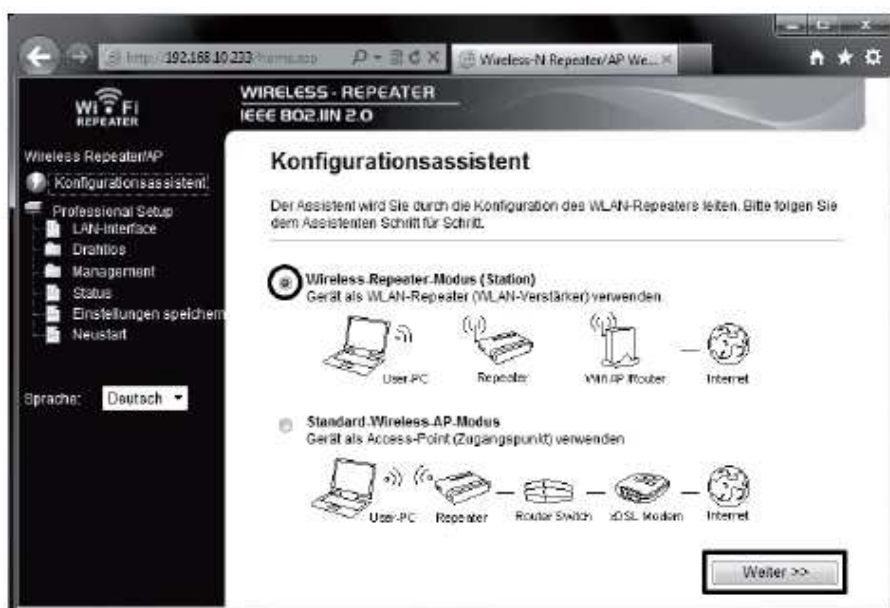 http://192.168.10.233/home.asp
Wireless-N Repeater/AP We...
Wi Fi
REPEATER
WIRELESS - REPEATER
IEEE 802.11N 2.0
Wireless Repeater/AP
Konfigurationsassistent
Professional Setup
LAN-Interface
Drahtlos
Management
Status
Einstellungen speichern
Neustart
Sprache: Deutsch
Konfigurationsassistent
Der Assistent wird Sie durch die Konfiguration des WLAN-Repeaters leiten. Bitte folgen Sie
dem Assistenten Schritt für Schritt.
Wireless-Repeater-Modus (Station)
Gerät als WLAN-Repeater (WLAN-Verstärker) verwenden
User-PC Repeater Router Internet
Standard-Wireless-AP-Modus
Gerät als Access-Point (Zugangspunkt) verwenden
User-PC Repeater Router Switch xDSL Modem Internet
Weiter >>